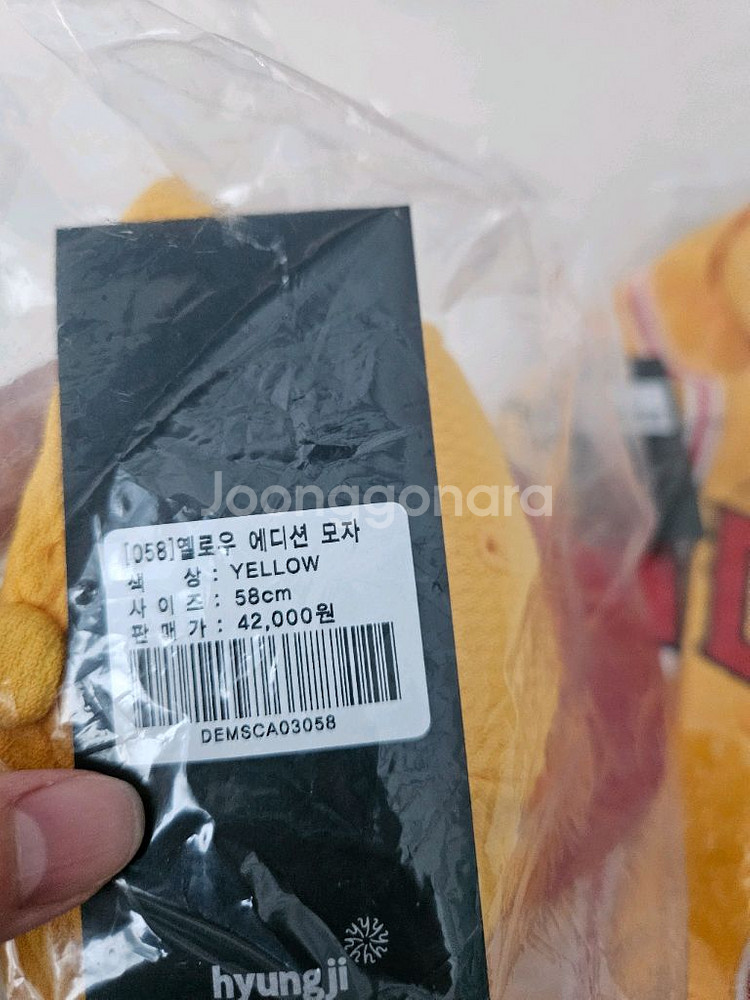 Joonggonara
[058]옐로우 에디션 모자
색 상 : YELLOW
사 이 즈 : 58cm
판 매 가 : 42,000원
DEMSCA03058
hyungji